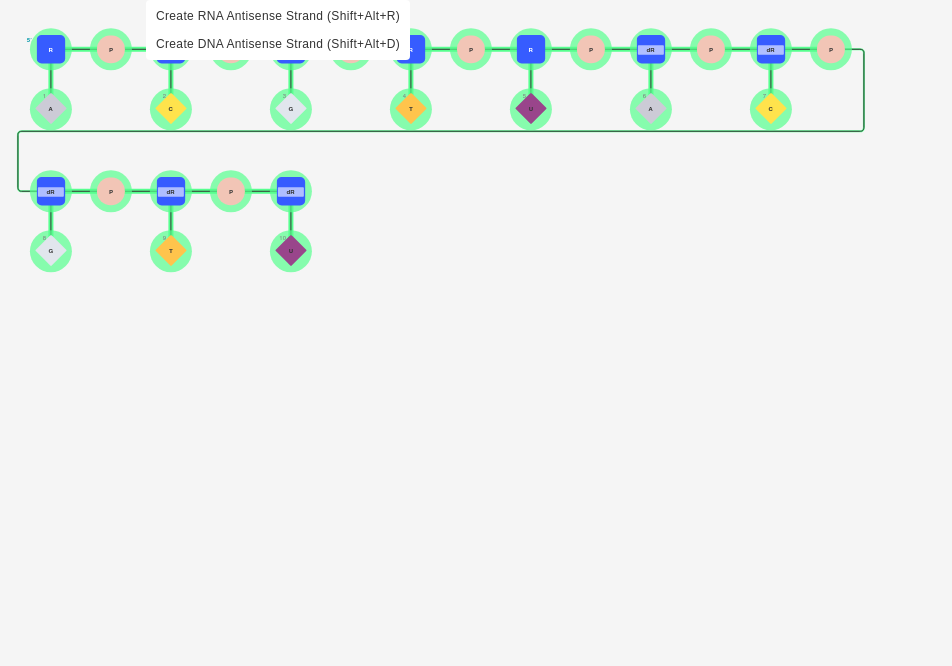 Create RNA Antisense Strand (Shift+Alt+R)
Create DNA Antisense Strand (Shift+Alt+D)
5'
R P R P R P dR P dR P
1 2 3 4 5 6 7
A C G T U A C
dR P dR P dR
8 9 10
G T U